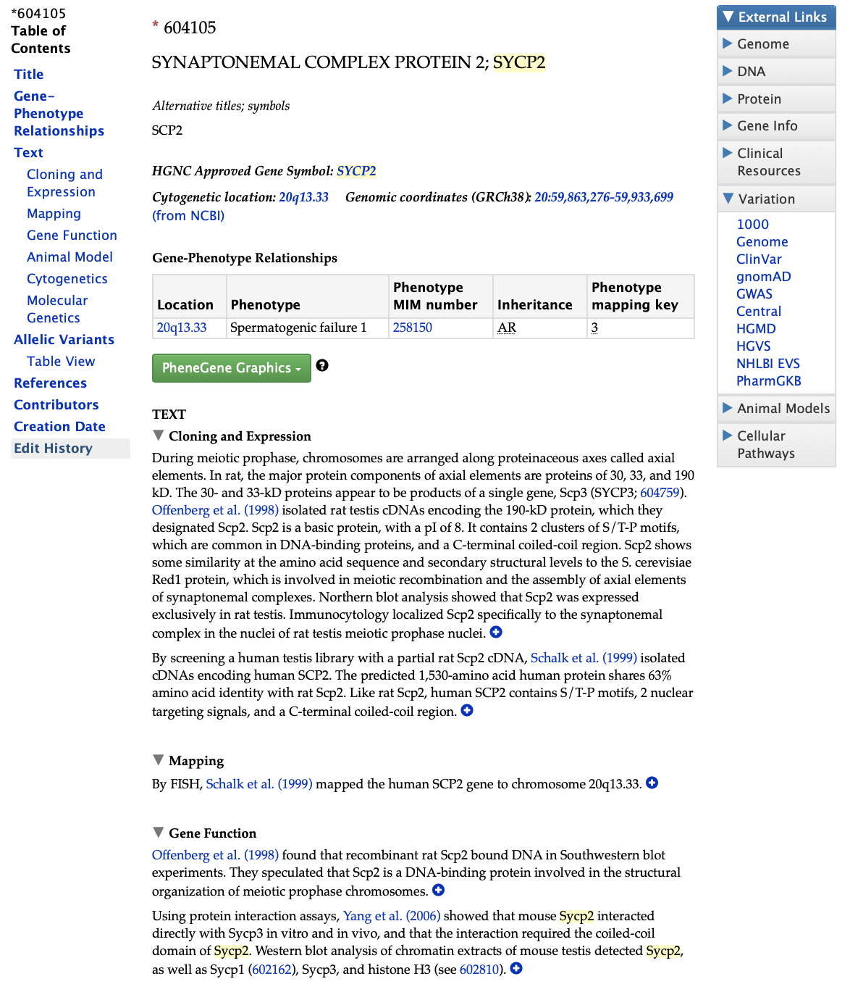 *604105
Table of
Contents
Title
Gene-
Phenotype
Relationships
Text
Cloning and
Expression
Mapping
Gene Function
Animal Model
Cytogenetics
Molecular
Genetics
Allelic Variants
Table View
References
Contributors
Creation Date
Edit History
* 604105
SYNAPTONEMAL COMPLEX PROTEIN 2; SYCP2
Alternative titles; symbols
SCP2
HGNC Approved Gene Symbol: SYCP2
Cytogenetic location: 20q13.33 Genomic coordinates (GRCh38): 20:59,863,276-59,933,699
(from NCBI)
Gene-Phenotype Relationships
Location Phenotype Phenotype MIM number Inheritance Phenotype mapping key
20q13.33 Spermatogenic failure 1 258150 AR 3
PheneGene Graphics
?
TEXT
Cloning and Expression
During meiotic prophase, chromosomes are arranged along proteinaceous axes called axial
elements. In rat, the major protein components of axial elements are proteins of 30, 33, and 190
kD. The 30- and 33-kD proteins appear to be products of a single gene, Scp3 (SYCP3; 604759).
Offenberg et al. (1998) isolated rat testis cDNAs encoding the 190-kD protein, which they
designated Scp2. Scp2 is a basic protein, with a pI of 8. It contains 2 clusters of S/T-P motifs,
which are common in DNA-binding proteins, and a C-terminal coiled-coil region. Scp2 shows
some similarity at the amino acid sequence and secondary structural levels to the S. cerevisiae
Red1 protein, which is involved in meiotic recombination and the assembly of axial elements
of synaptonemal complexes. Northern blot analysis showed that Scp2 was expressed
exclusively in rat testis. Immunocytology localized Scp2 specifically to the synaptonemal
complex in the nuclei of rat testis meiotic prophase nuclei.
By screening a human testis library with a partial rat Scp2 cDNA, Schalk et al. (1999) isolated
cDNAs encoding human SCP2. The predicted 1,530-amino acid human protein shares 63%
amino acid identity with rat Scp2. Like rat Scp2, human SCP2 contains S/T-P motifs, 2 nuclear
targeting signals, and a C-terminal coiled-coil region.
Mapping
By FISH, Schalk et al. (1999) mapped the human SCP2 gene to chromosome 20q13.33.
Gene Function
Offenberg et al. (1998) found that recombinant rat Scp2 bound DNA in Southwestern blot
experiments. They speculated that Scp2 is a DNA-binding protein involved in the structural
organization of meiotic prophase chromosomes.
Using protein interaction assays, Yang et al. (2006) showed that mouse Sycp2 interacted
directly with Sycp3 in vitro and in vivo, and that the interaction required the coiled-coil
domain of Sycp2. Western blot analysis of chromatin extracts of mouse testis detected Sycp2,
as well as Sycp1 (602162), Sycp3, and histone H3 (see 602810).
External Links
Genome
DNA
Protein
Gene Info
Clinical
Resources
Variation
1000
Genome
ClinVar
gnomAD
GWAS
Central
HGMD
HGVS
NHLBI EVS
PharmGKB
Animal Models
Cellular
Pathways